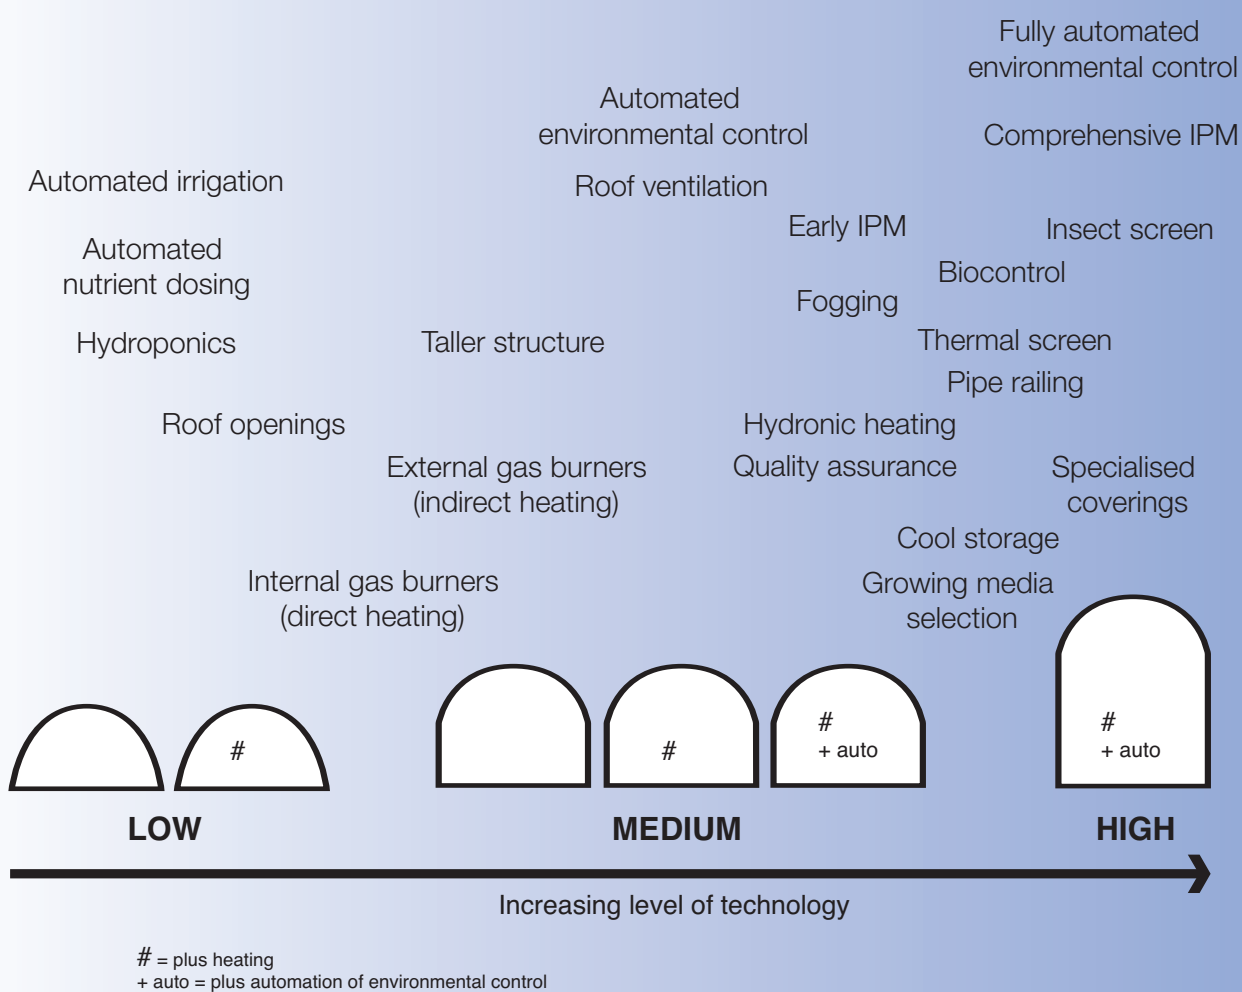 Fully automated
environmental control
Automated
environmental control
Comprehensive IPM
Automated irrigation
Roof ventilation
Early IPM
Insect screen
Automated
nutrient dosing
Biocontrol
Fogging
Hydroponics
Taller structure
Thermal screen
Pipe railing
Roof openings
Hydronic heating
External gas burners
(indirect heating)
Quality assurance
Specialised
coverings
Cool storage
Internal gas burners
(direct heating)
Growing media
selection
#
#
#
+ auto
#
+ auto
LOW
MEDIUM
HIGH
Increasing level of technology
# = plus heating
+ auto = plus automation of environmental control